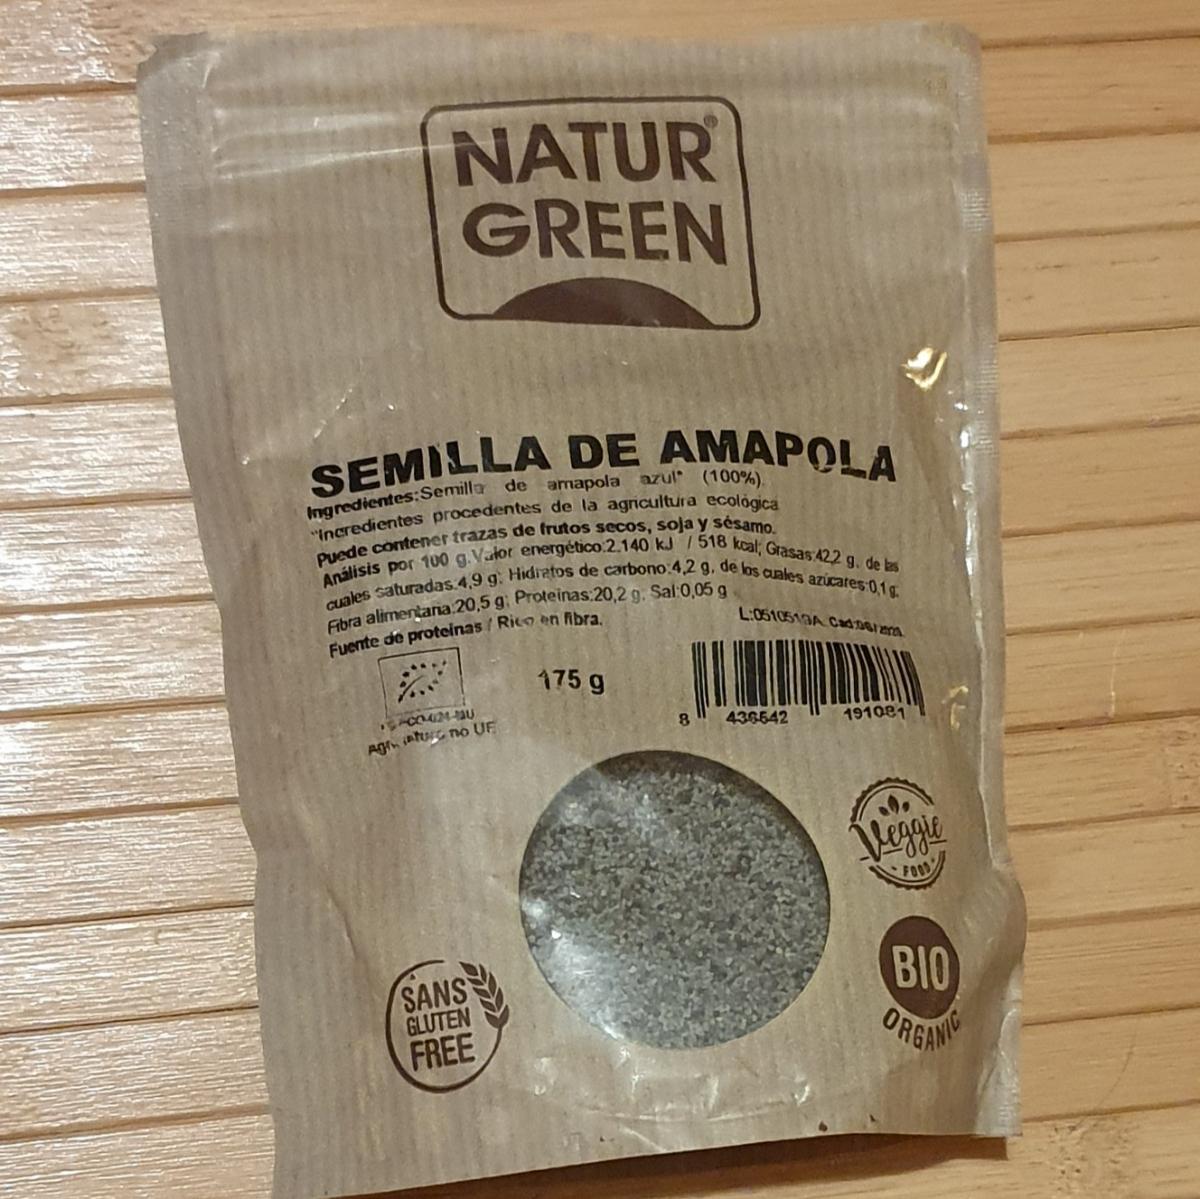 NATUR®
GREEN
SEMILLA DE AMAPOLA
Ingredientes:Semilla de amapola azul* (100%).
*Incredientes procedentes de la agricultura ecológica
Puede contener trazas de frutos secos, soja y sésamo.
Análisis por 100 g.Valor energético:2.140 kJ / 518 kcal; Grasas:42,2 g, de las
cuales saturadas:4,9 g; Hidratos de carbono:4,2 g, de los cuales azúcares:0,1 g;
Fibra alimentaria:20,5 g; Proteínas:20,2 g; Sal:0,05 g
Fuente de proteínas / Rico en fibra.
Cad:
175 g
no UE
8 436542 191081
Veggie
FOOD
BIO
ORGANIC
SANS
GLUTEN
FREE